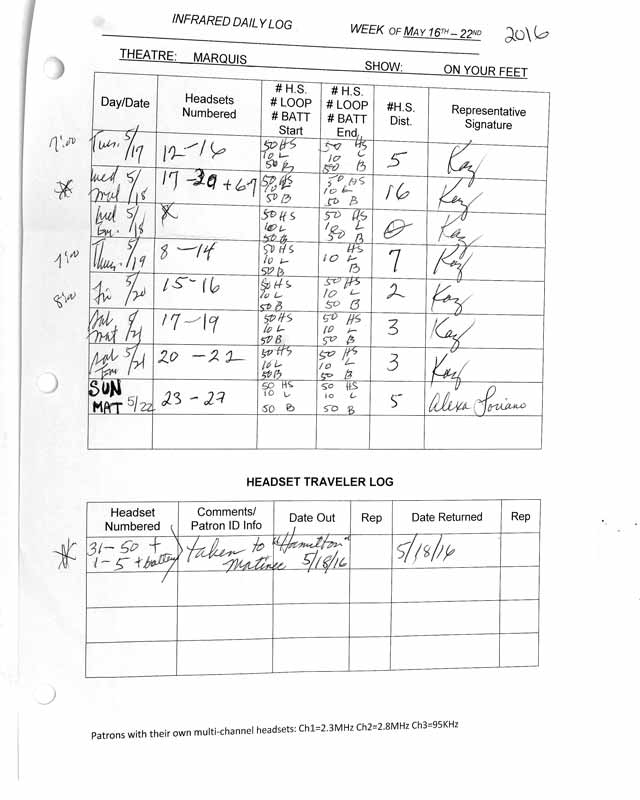 INFRARED DAILY LOG
WEEK OF MAY 16TH – 22ND 2016
THEATRE: MARQUIS SHOW: ON YOUR FEET
Day/Date Headsets Numbered # H.S. # LOOP # BATT Start # H.S. # LOOP # BATT End #H.S. Dist. Representative Signature
7:00 Tues. 5/17 12-16 50 HS 10 L 50 B 50 HS 10 L 50 B 5 Kay
* Wed mat 5/18 17-30 + 67 50 HS 10 L 50 B 50 HS 10 L 50 B 16 Kay
Wed Eve. 5/18 X 50 HS 10 L 50 B 50 HS 10 L 50 B 0 Kay
7:00 Thurs. 5/19 8-14 50 HS 10 L 50 B HS 10 L B 7 Kay
8:00 Fri 5/20 15-16 50 HS 10 L 50 B 50 HS 10 L 50 B 2 Kay
Sat mat 5/21 17-19 50 HS 10 L 50 B 50 HS 10 L 50 B 3 Kay
Sat Eve 5/21 20-22 50 HS 10 L 50 B 50 HS 10 L 50 B 3 Kay
SUN MAT 5/22 23-27 50 HS 10 L 50 B 50 HS 10 L 50 B 5 Alexa Soriano
HEADSET TRAVELER LOG
Headset Numbered Comments/ Patron ID Info Date Out Rep Date Returned Rep
* 31-50 + 1-5 + battery taken to "Hamilton" Matinee 5/18/16 5/18/16
Patrons with their own multi-channel headsets: Ch1=2.3MHz Ch2=2.8MHz Ch3=95KHz